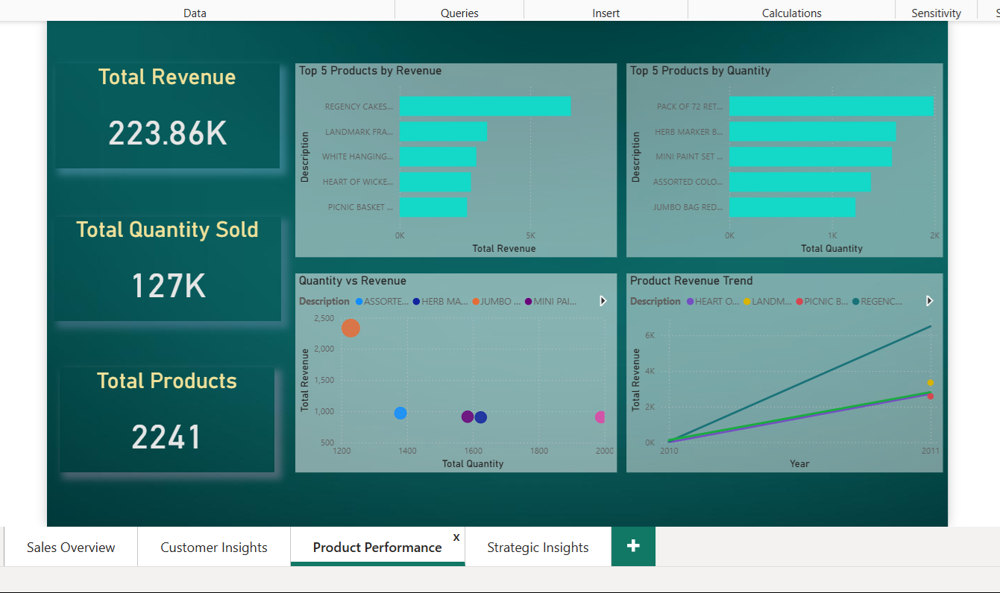 Data
Queries
Insert
Calculations
Sensitivity
S
Total Revenue
223.86K
Total Quantity Sold
127K
Total Products
2241
Top 5 Products by Revenue
Description
REGENCY CAKES...
LANDMARK FRA...
WHITE HANGING...
HEART OF WICKE...
PICNIC BASKET ...
0K 5K
Total Revenue
Top 5 Products by Quantity
Description
PACK OF 72 RET...
HERB MARKER B...
MINI PAINT SET ...
ASSORTED COLO...
JUMBO BAG RED...
0K 1K 2K
Total Quantity
Quantity vs Revenue
Description ASSORTE... HERB MA... JUMBO ... MINI PAI...
Total Revenue
2,500
2,000
1,500
1,000
500
1200 1400 1600 1800 2000
Total Quantity
Product Revenue Trend
Description HEART O... LANDM... PICNIC B... REGENC...
Total Revenue
6K
4K
2K
0K
2010 2011
Year
Sales Overview
Customer Insights
Product Performance
x
Strategic Insights
+